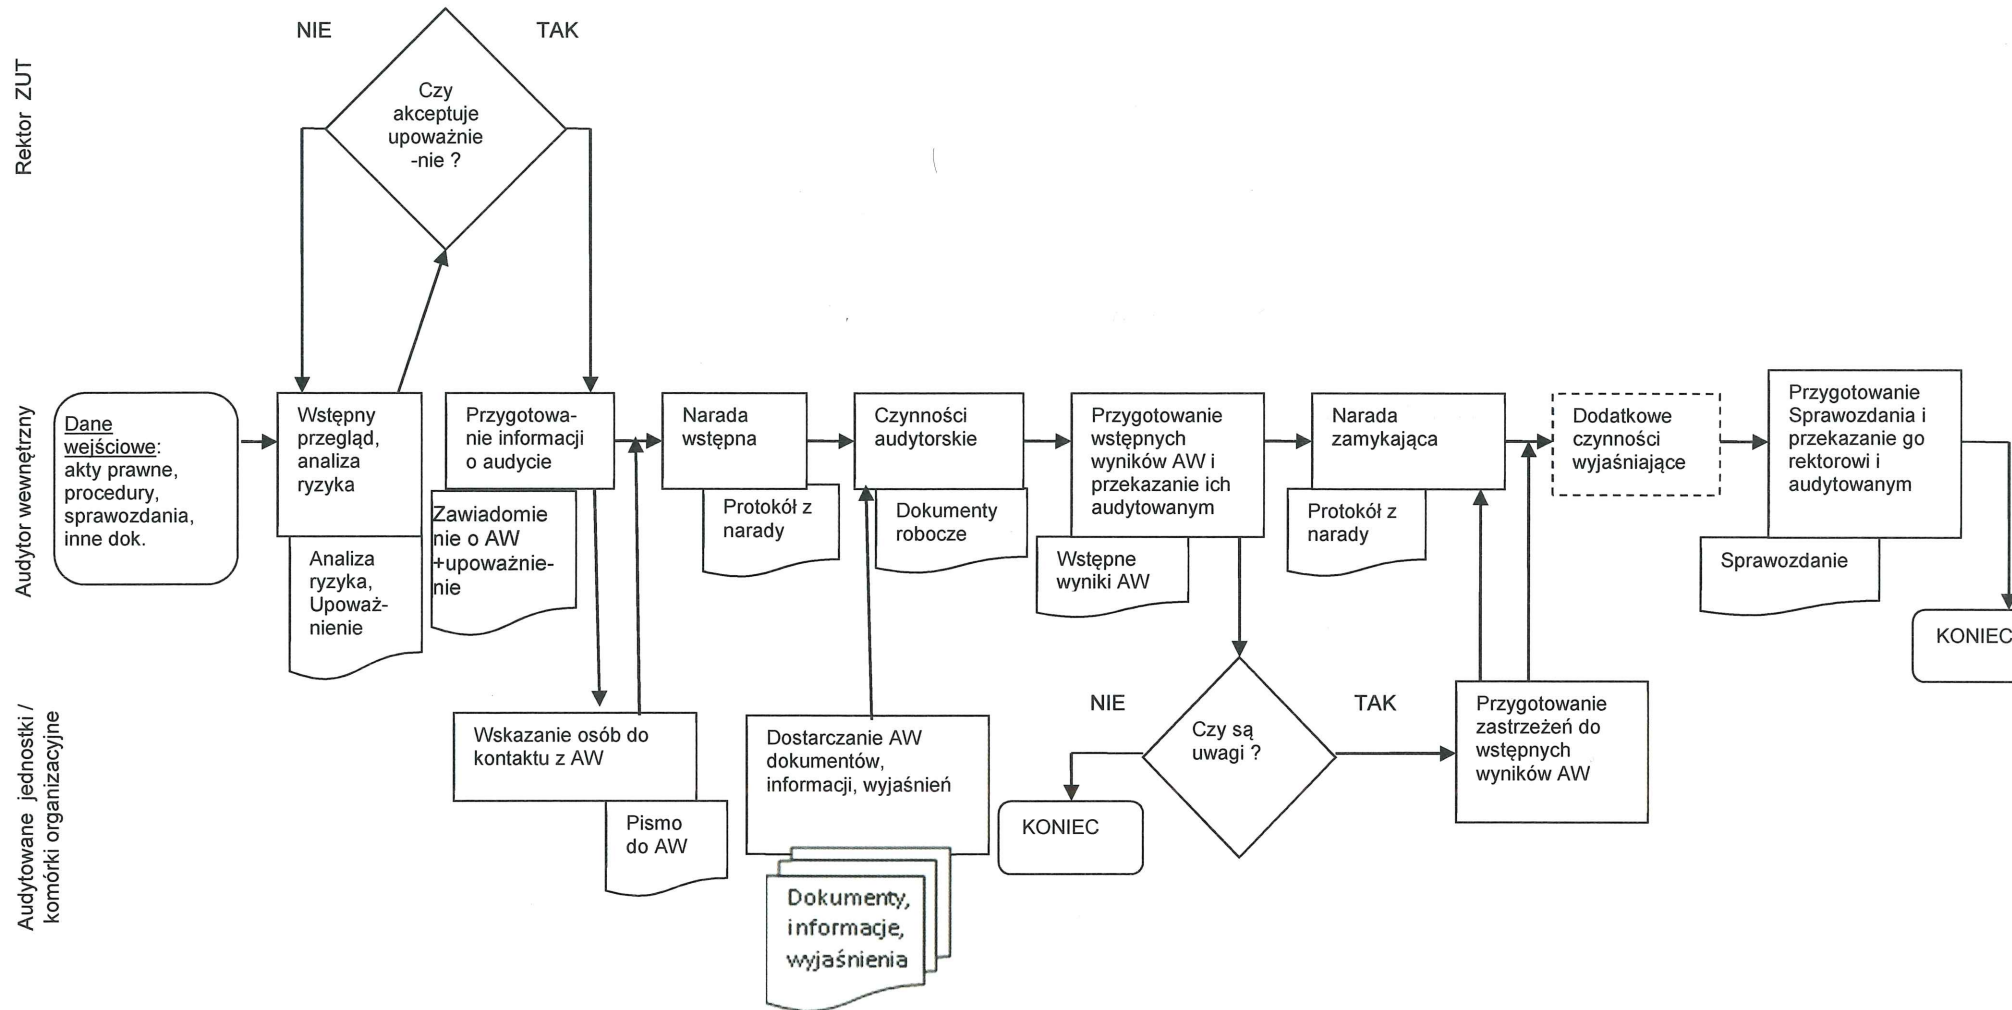 Rektor ZUT
NIE
TAK
Czy
akceptuje
upoważnie
-nie ?
Audytor wewnętrzny
Dane
wejściowe:
akty prawne,
procedury,
sprawozdania,
inne dok.
Wstępny
przegląd,
analiza
ryzyka
Analiza
ryzyka,
Upoważ-
nienie
Przygotowa-
nie informacji
o audycie
Zawiadomie
nie o AW
+upoważnie-
nie
Narada
wstępna
Protokół z
narady
Czynności
audytorskie
Dokumenty
robocze
Przygotowanie
wstępnych
wyników AW i
przekazanie ich
audytowanym
Wstępne
wyniki AW
Narada
zamykająca
Protokół z
narady
Dodatkowe
czynności
wyjaśniające
Przygotowanie
Sprawozdania i
przekazanie go
rektorowi i
audytowanym
Sprawozdanie
KONIEC
Audytowane jednostki /
komórki organizacyjne
Wskazanie osób do
kontaktu z AW
Pismo
do AW
Dostarczanie AW
dokumentów,
informacji, wyjaśnień
Dokumenty,
informacje,
wyjaśnienia
NIE
TAK
Czy są
uwagi ?
KONIEC
Przygotowanie
zastrzeżeń do
wstępnych
wyników AW